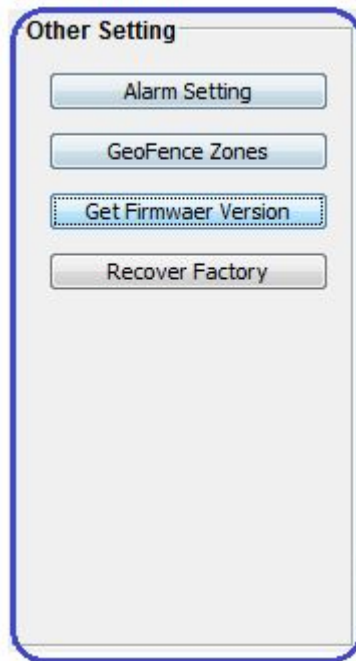 Other Setting
Alarm Setting
GeoFence Zones
Get Firmwaer Version
Recover Factory